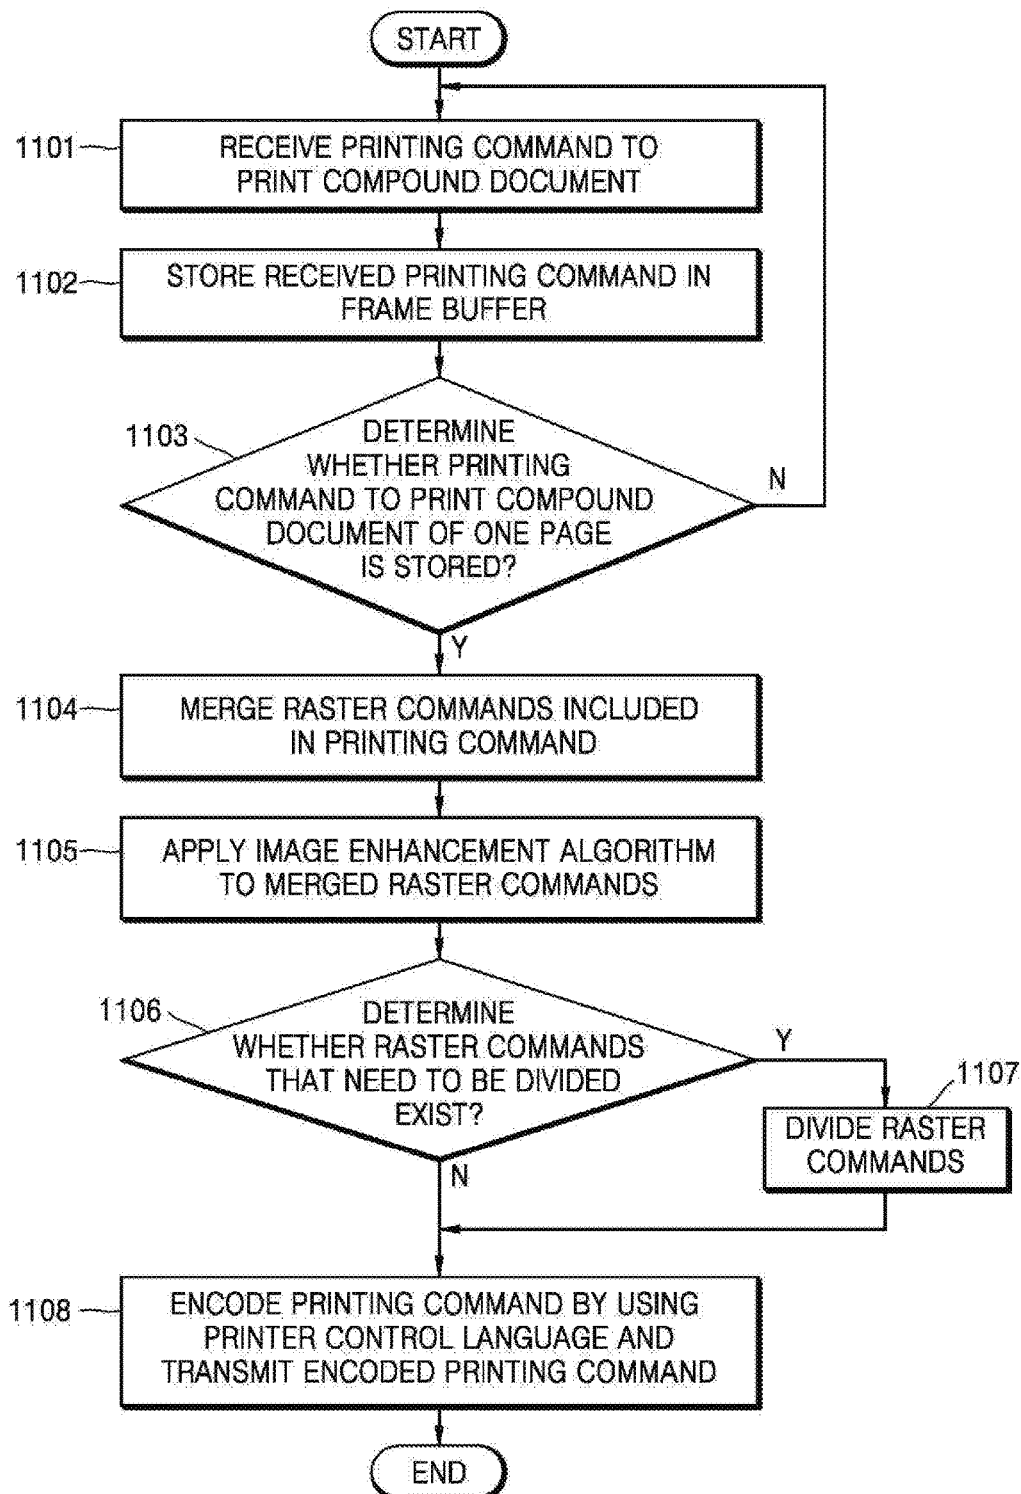 START
1101
RECEIVE PRINTING COMMAND TO
PRINT COMPOUND DOCUMENT
1102
STORE RECEIVED PRINTING COMMAND IN
FRAME BUFFER
1103
DETERMINE
WHETHER PRINTING
COMMAND TO PRINT COMPOUND
DOCUMENT OF ONE PAGE
IS STORED?
N
Y
1104
MERGE RASTER COMMANDS INCLUDED
IN PRINTING COMMAND
1105
APPLY IMAGE ENHANCEMENT ALGORITHM
TO MERGED RASTER COMMANDS
1106
DETERMINE
WHETHER RASTER COMMANDS
THAT NEED TO BE DIVIDED
EXIST?
Y
1107
DIVIDE RASTER
COMMANDS
N
1108
ENCODE PRINTING COMMAND BY USING
PRINTER CONTROL LANGUAGE AND
TRANSMIT ENCODED PRINTING COMMAND
END